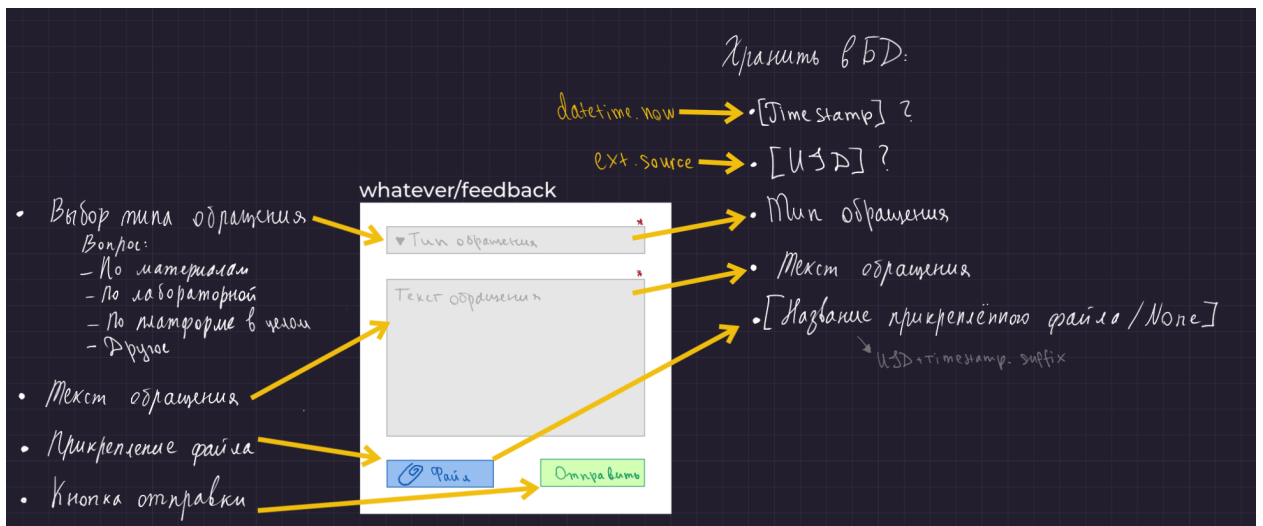 Хранить в БД:
datetime.now
• [Timestamp] ?
ext.source
• [UID] ?
whatever/feedback
• Выбор типа обращения
Вопрос:
– По материалам
– По лабораторной
– По платформе в целом
– Другое
• Текст обращения
• Прикрепление файла
• Кнопка отправки
*
▼ Тип обращения
*
Текст обращения
Файл
Отправить
• Тип обращения
• Текст обращения
• [Название прикреплённого файла / None]
UID+timestamp.suffix